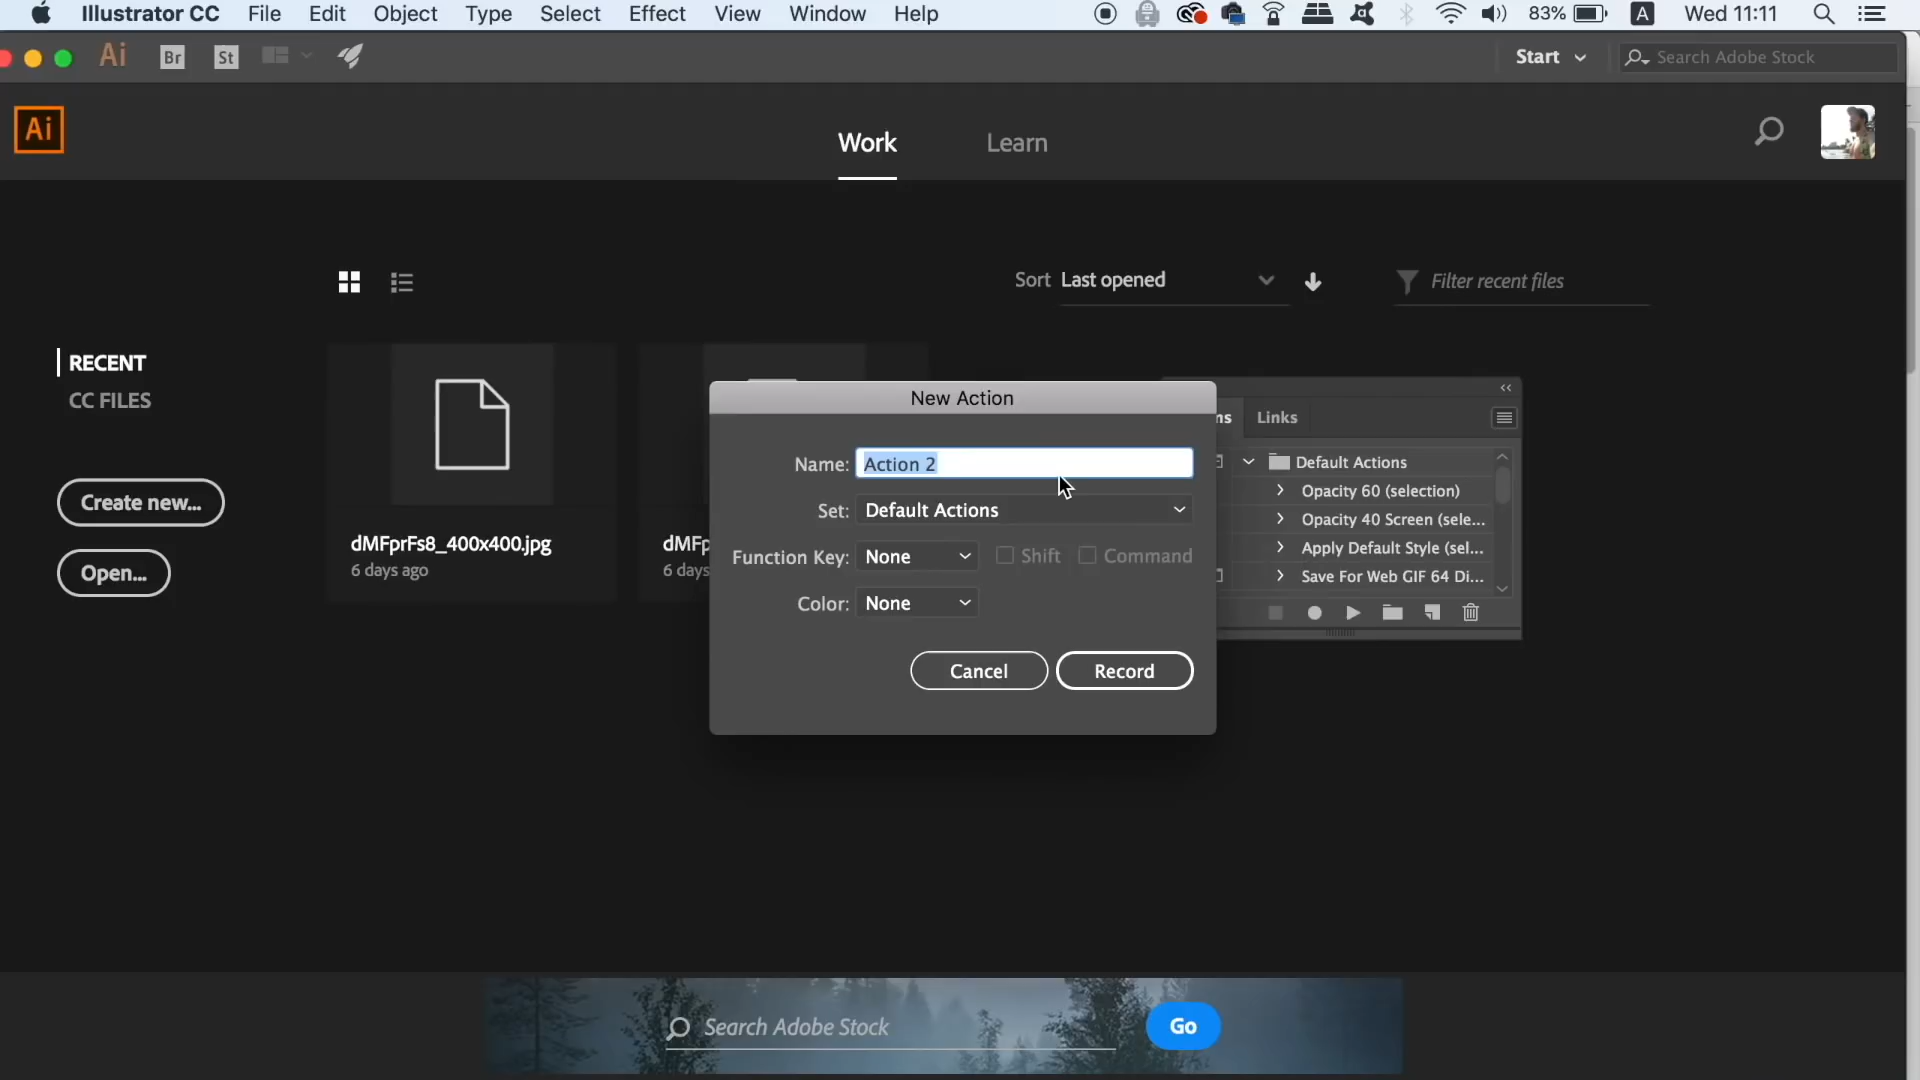 Illustrator CC File Edit Object Type Select Effect View Window Help 83% A Wed 11:11
Ai Br St Start Search Adobe Stock
Ai Work Learn
Sort Last opened Filter recent files
RECENT
CC FILES
Create new...
Open...
dMFprFs8_400x400.jpg
6 days ago
dMFp
6 days
New Action
Name: Action 2
Set: Default Actions
Function Key: None Shift Command
Color: None
Cancel Record
ns Links
Default Actions
Opacity 60 (selection)
Opacity 40 Screen (sele...
Apply Default Style (sel...
Save For Web GIF 64 Di...
Search Adobe Stock Go